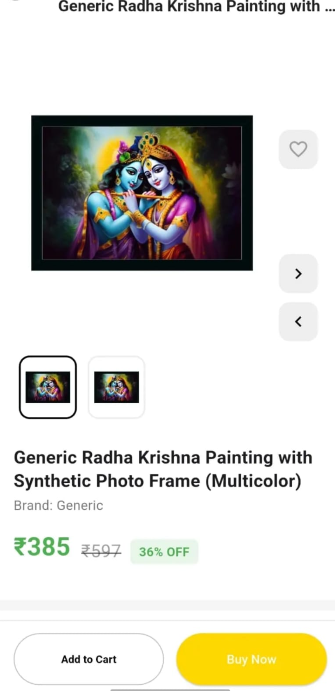 Generic Radha Krishna Painting with ...
Generic Radha Krishna Painting with
Synthetic Photo Frame (Multicolor)
Brand: Generic
₹385 ₹597 36% OFF
Add to Cart Buy Now